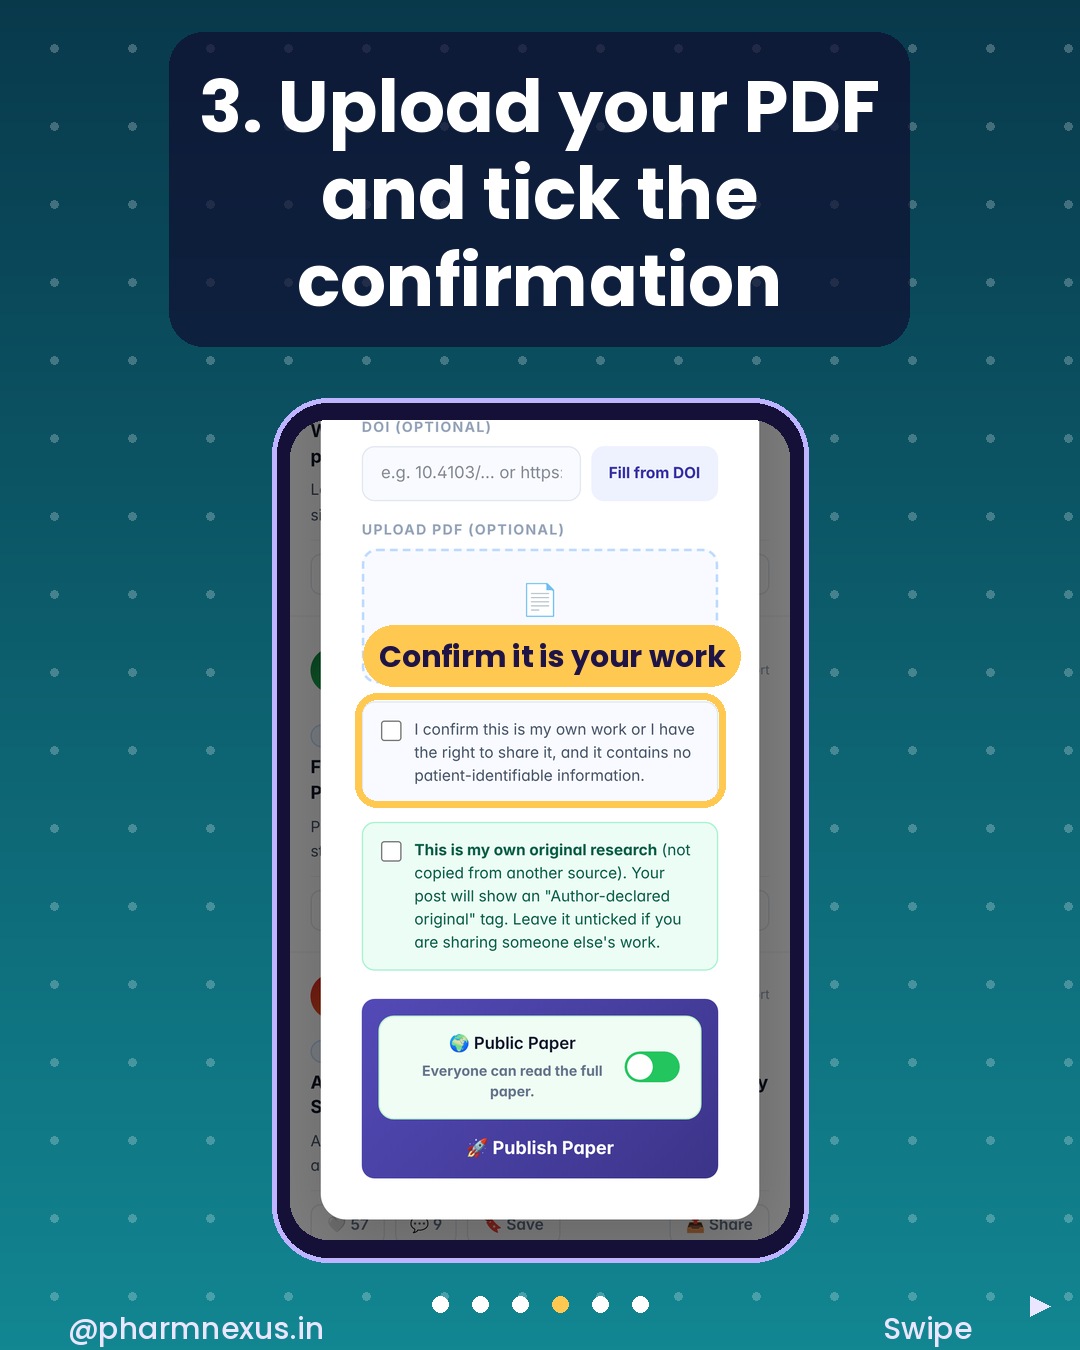 3. Upload your PDF
and tick the
confirmation
DOI (OPTIONAL)
e.g. 10.4103/... or https:
Fill from DOI
UPLOAD PDF (OPTIONAL)
Confirm it is your work
I confirm this is my own work or I have
the right to share it, and it contains no
patient-identifiable information.
This is my own original research (not
copied from another source). Your
post will show an "Author-declared
original" tag. Leave it unticked if you
are sharing someone else's work.
Public Paper
Everyone can read the full
paper.
Publish Paper
57
9
Save
Share
@pharmnexus.in
Swipe